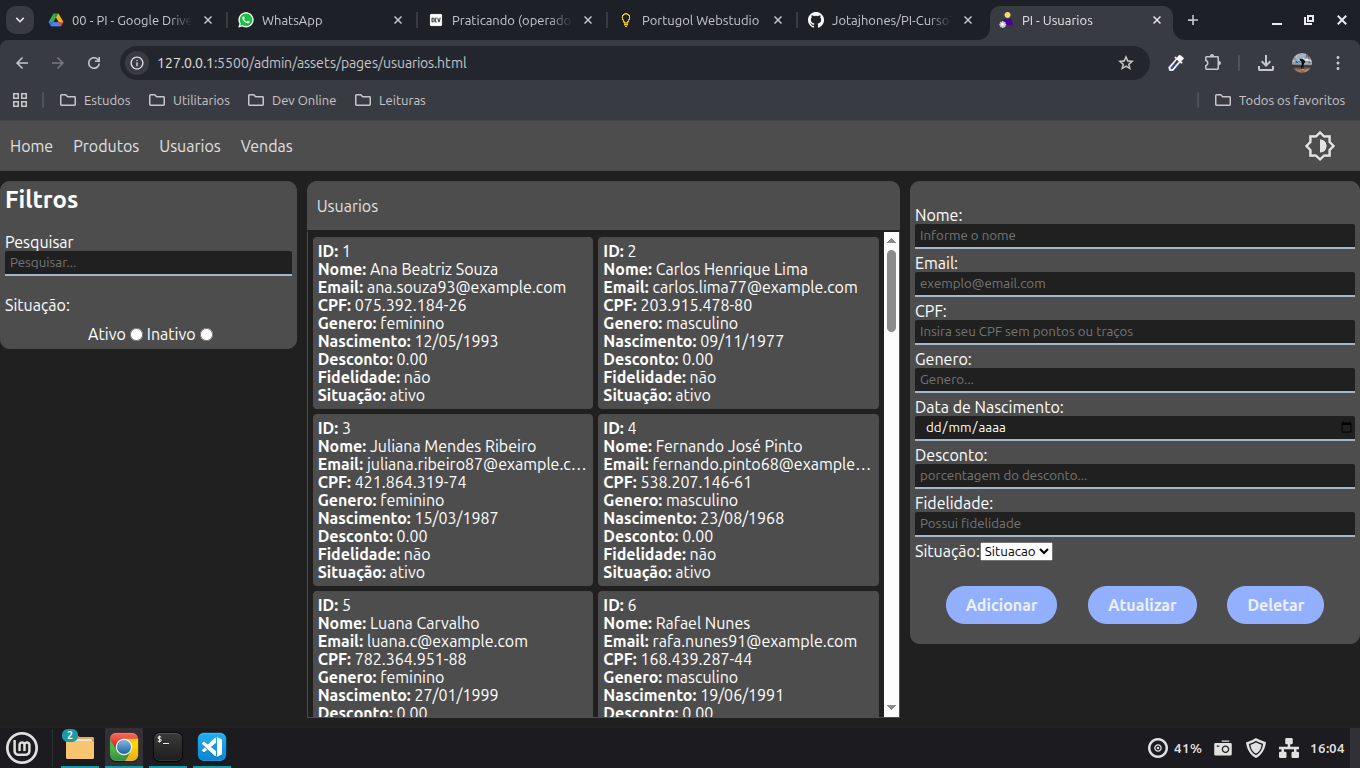 00 - PI - Google Drive
WhatsApp
Praticando (operado
Portugol Webstudio
Jotajhones/PI-Curso
PI - Usuarios
127.0.0.1:5500/admin/assets/pages/usuarios.html
Estudos
Utilitarios
Dev Online
Leituras
Todos os favoritos
Home
Produtos
Usuarios
Vendas
Filtros
Pesquisar
Pesquisar...
Situação:
Ativo Inativo
Usuarios
ID: 1
Nome: Ana Beatriz Souza
Email: ana.souza93@example.com
CPF: 075.392.184-26
Genero: feminino
Nascimento: 12/05/1993
Desconto: 0.00
Fidelidade: não
Situação: ativo
ID: 2
Nome: Carlos Henrique Lima
Email: carlos.lima77@example.com
CPF: 203.915.478-80
Genero: masculino
Nascimento: 09/11/1977
Desconto: 0.00
Fidelidade: não
Situação: ativo
ID: 3
Nome: Juliana Mendes Ribeiro
Email: juliana.ribeiro87@example.c...
CPF: 421.864.319-74
Genero: feminino
Nascimento: 15/03/1987
Desconto: 0.00
Fidelidade: não
Situação: ativo
ID: 4
Nome: Fernando José Pinto
Email: fernando.pinto68@example...
CPF: 538.207.146-61
Genero: masculino
Nascimento: 23/08/1968
Desconto: 0.00
Fidelidade: não
Situação: ativo
ID: 5
Nome: Luana Carvalho
Email: luana.c@example.com
CPF: 782.364.951-88
Genero: feminino
Nascimento: 27/01/1999
Desconto: 0.00
ID: 6
Nome: Rafael Nunes
Email: rafa.nunes91@example.com
CPF: 168.439.287-44
Genero: masculino
Nascimento: 19/06/1991
Desconto: 0.00
Nome:
Informe o nome
Email:
exemplo@email.com
CPF:
Insira seu CPF sem pontos ou traços
Genero:
Genero...
Data de Nascimento:
dd/mm/aaaa
Desconto:
porcentagem do desconto...
Fidelidade:
Possui fidelidade
Situação: Situacao
Adicionar
Atualizar
Deletar
2
41%
16:04